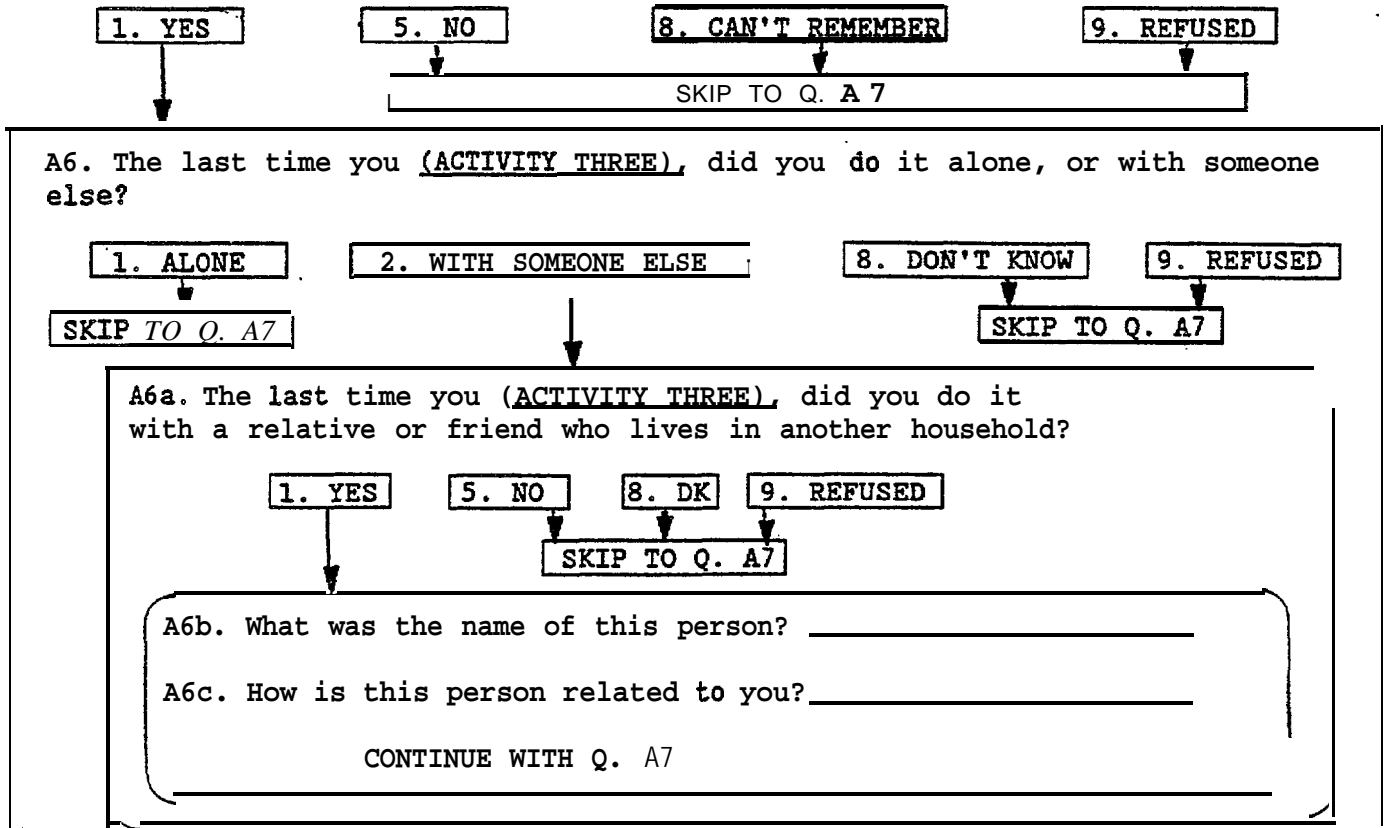 1. YES 5. NO 8. CAN'T REMEMBER 9. REFUSED
SKIP TO Q. A 7
A6. The last time you (ACTIVITY THREE), did you do it alone, or with someone
else?
1. ALONE 2. WITH SOMEONE ELSE 8. DON'T KNOW 9. REFUSED
SKIP TO Q. A7 SKIP TO Q. A7
A6a. The last time you (ACTIVITY THREE), did you do it
with a relative or friend who lives in another household?
1. YES 5. NO 8. DK 9. REFUSED
SKIP TO Q. A7
A6b. What was the name of this person?
A6c. How is this person related to you?
CONTINUE WITH Q. A7